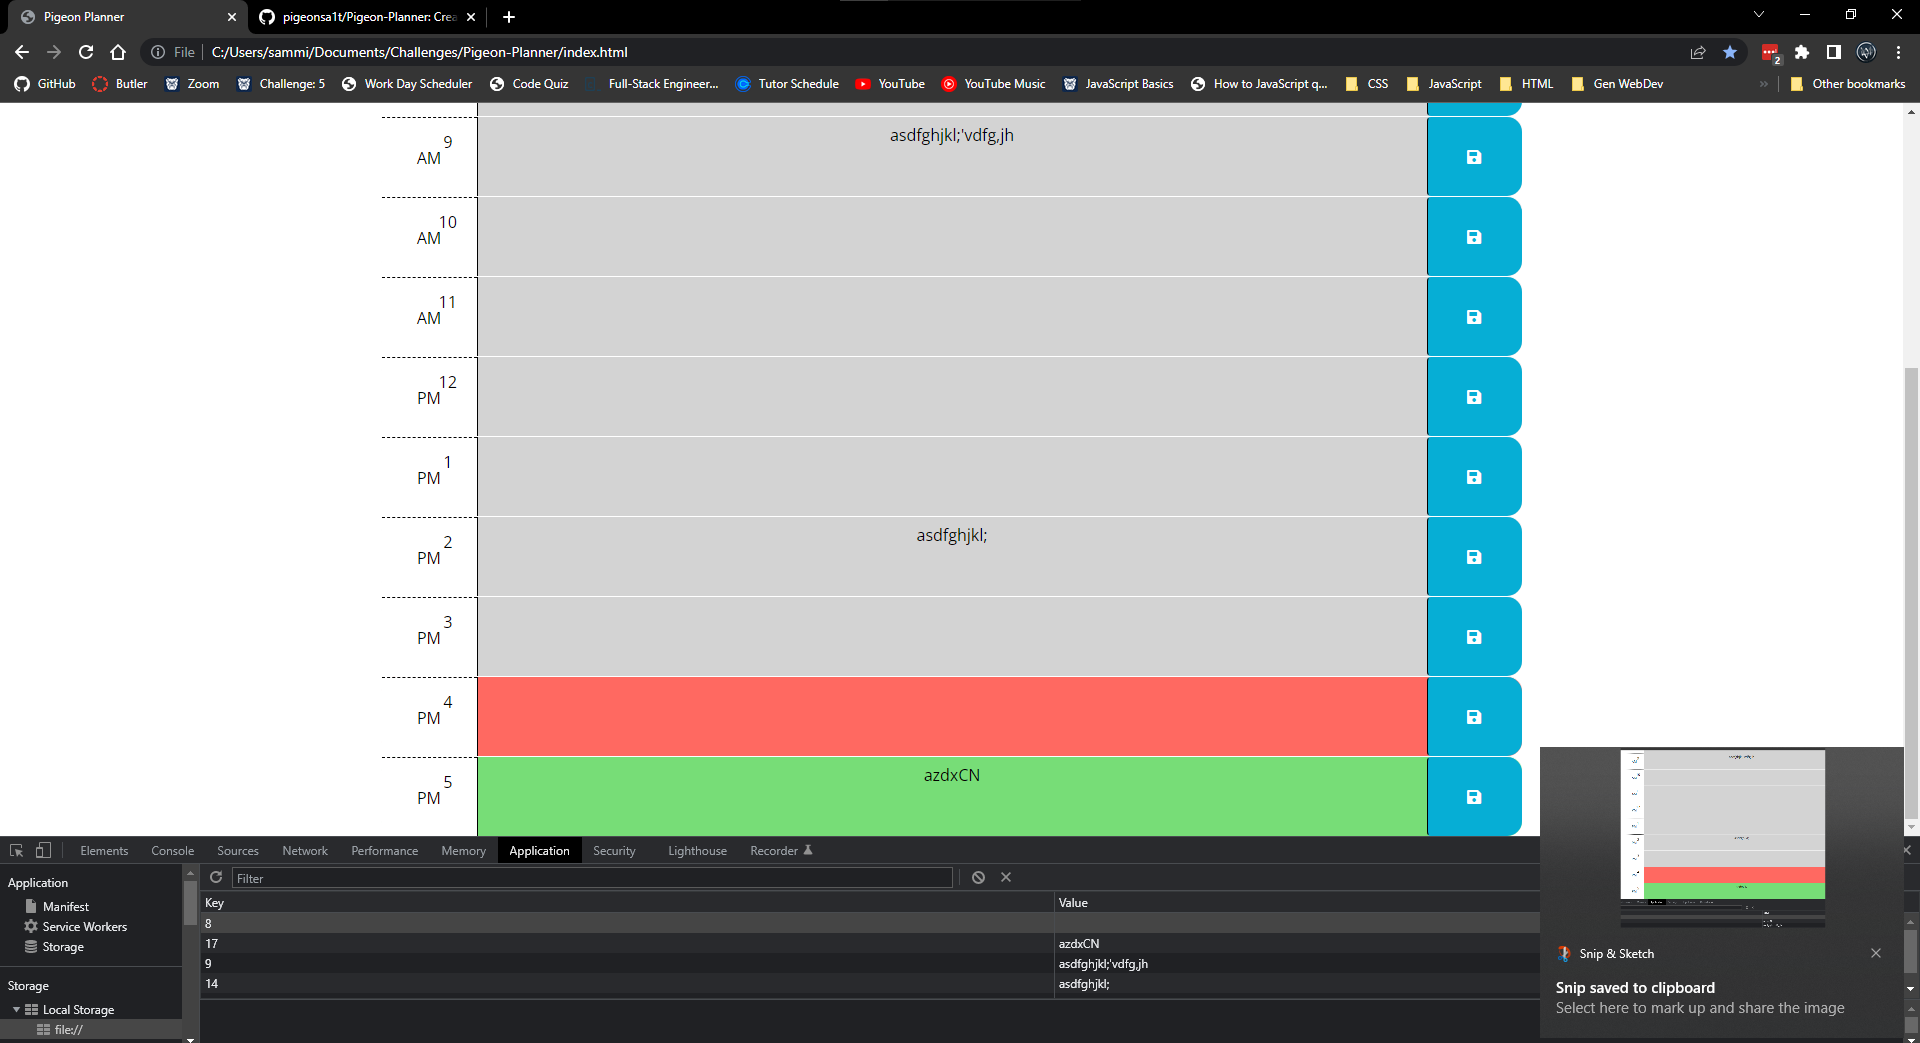 Pigeon Planner
pigeonsa1t/Pigeon-Planner: Crea
File
C:/Users/sammi/Documents/Challenges/Pigeon-Planner/index.html
2
GitHub
Butler
Zoom
Challenge: 5
Work Day Scheduler
Code Quiz
Full-Stack Engineer...
Tutor Schedule
YouTube
YouTube Music
JavaScript Basics
How to JavaScript q...
CSS
JavaScript
HTML
Gen WebDev
»
Other bookmarks
9
AM
asdfghjkl;'vdfg,jh
10
AM
11
AM
12
PM
1
PM
2
PM
asdfghjkl;
3
PM
4
PM
5
PM
azdxCN
Elements
Console
Sources
Network
Performance
Memory
Application
Security
Lighthouse
Recorder
Application
Manifest
Service Workers
Storage
Storage
Local Storage
file://
Filter
Key
Value
8
17
azdxCN
9
asdfghjkl;'vdfg,jh
14
asdfghjkl;
Snip & Sketch
Snip saved to clipboard
Select here to mark up and share the image